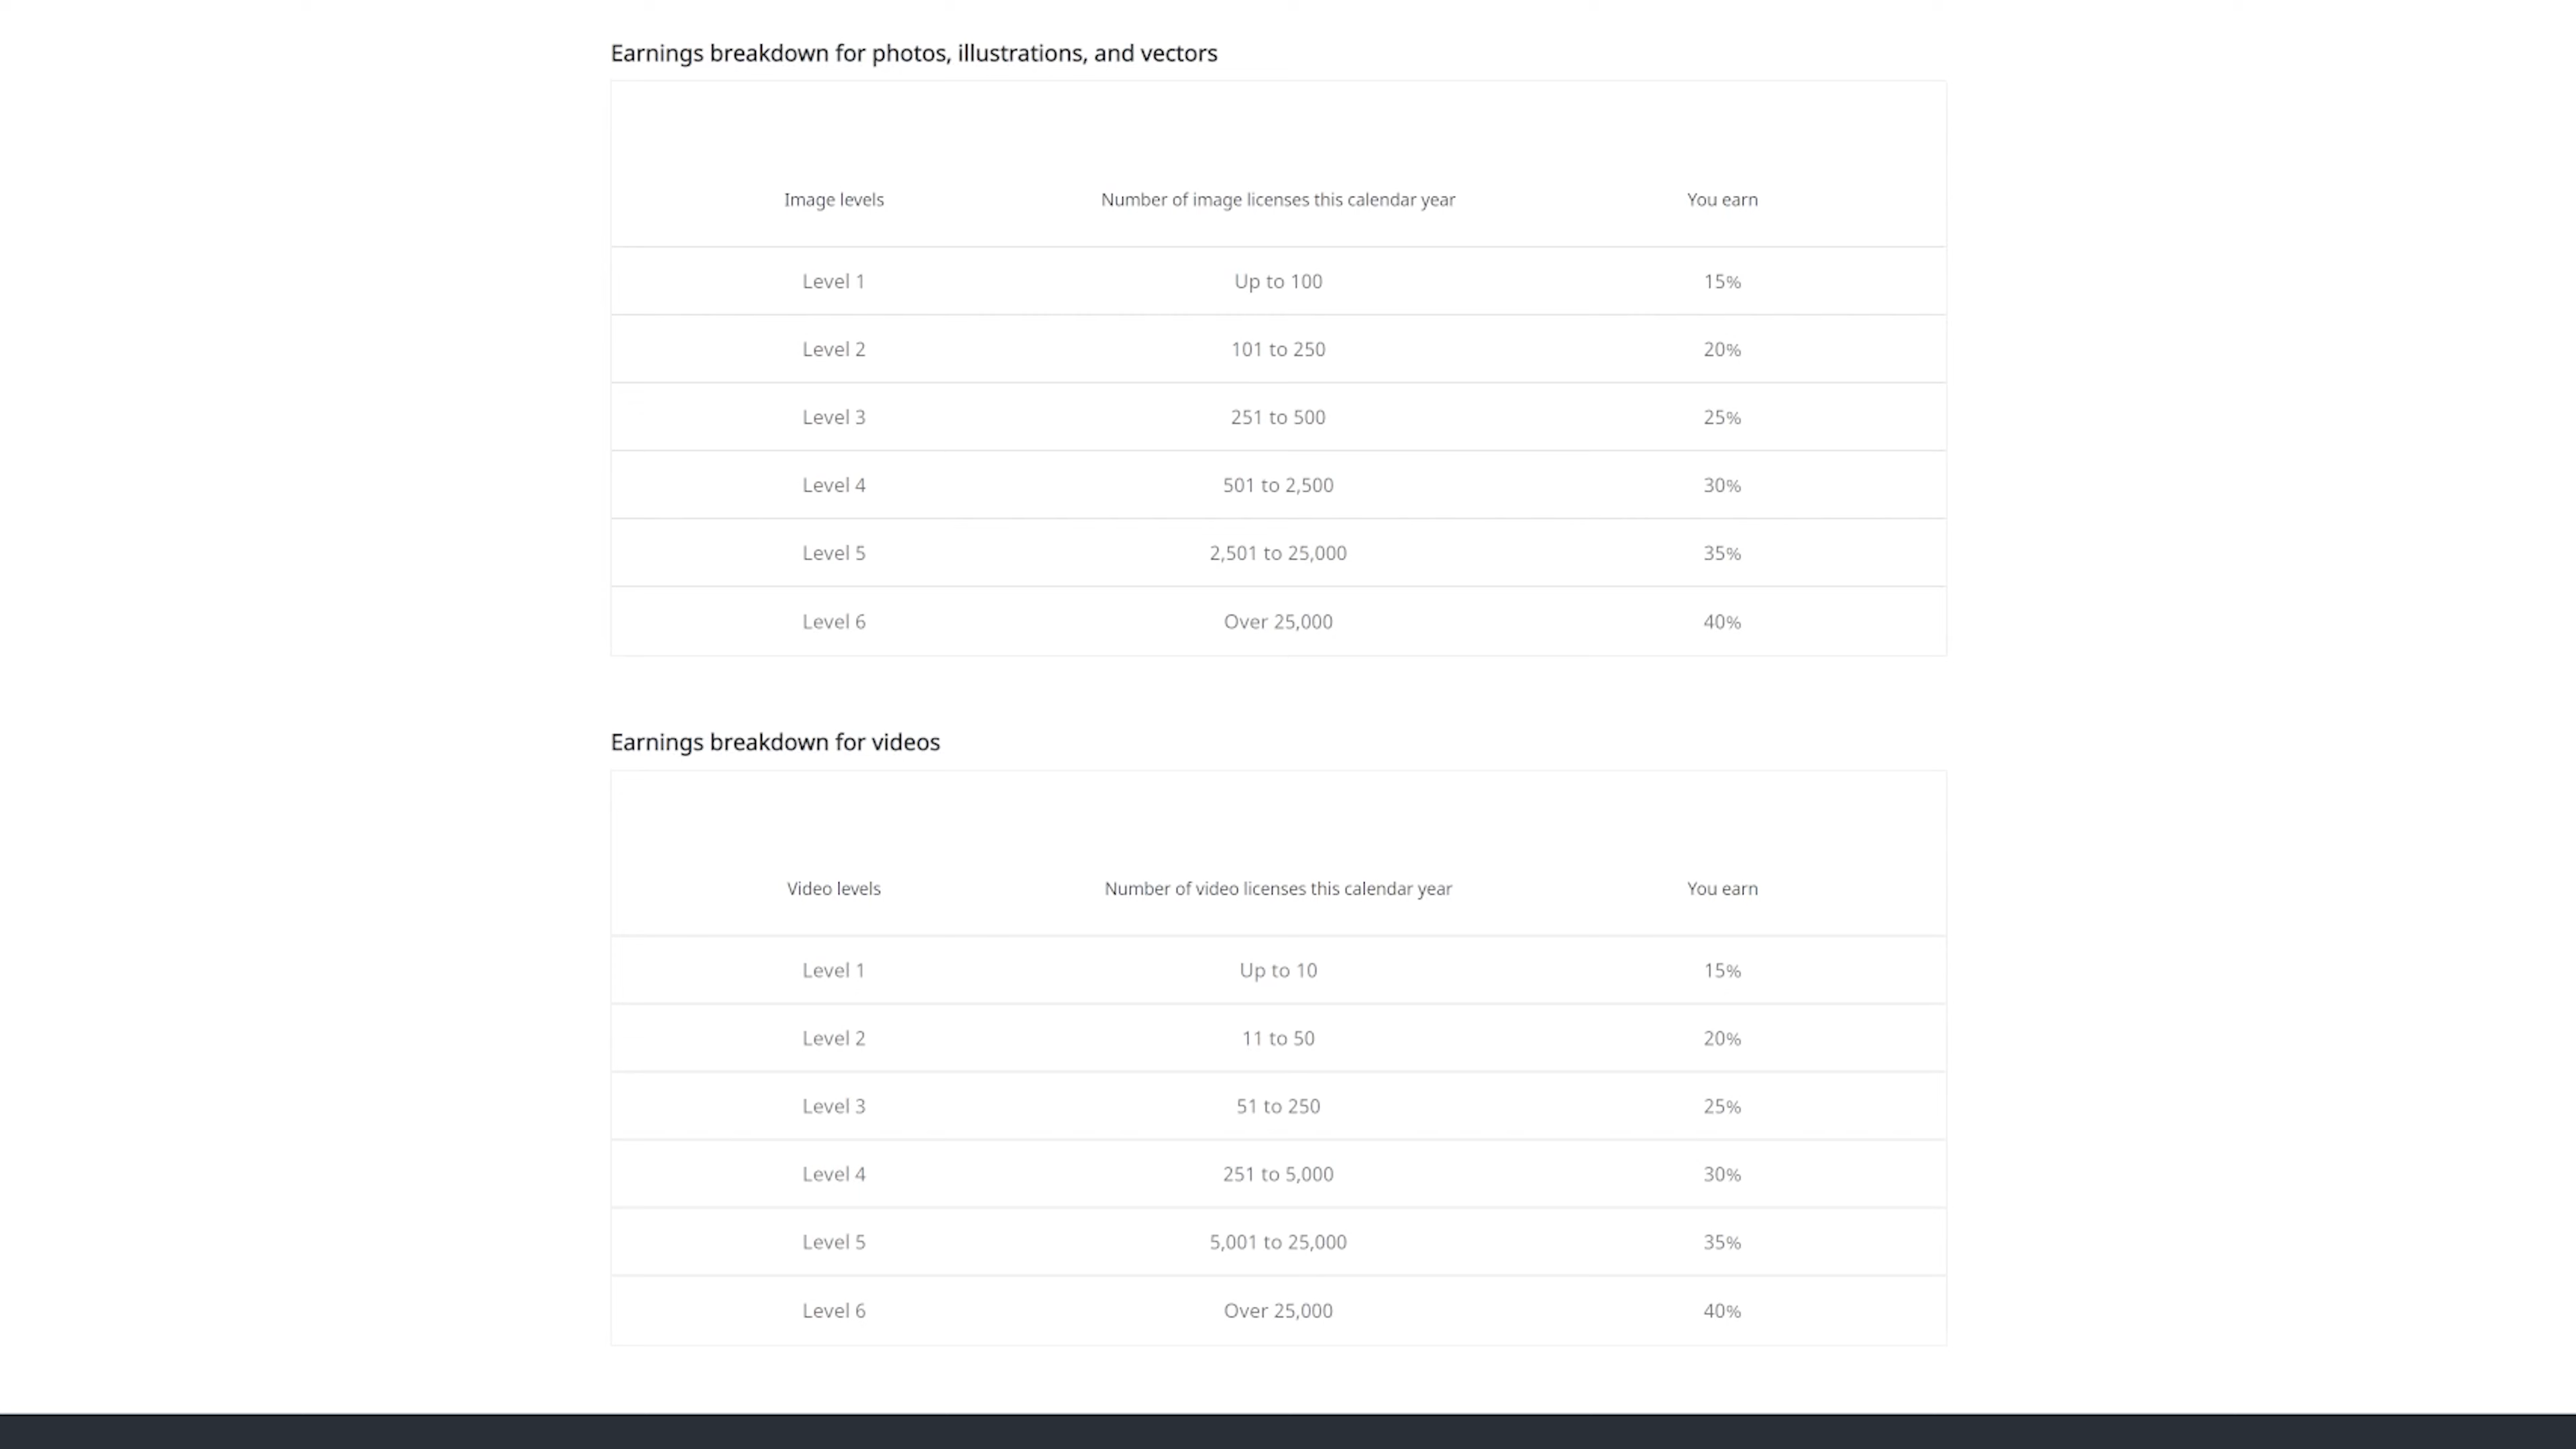 Earnings breakdown for photos, illustrations, and vectors
Image levels Number of image licenses this calendar year You earn
Level 1 Up to 100 15%
Level 2 101 to 250 20%
Level 3 251 to 500 25%
Level 4 501 to 2,500 30%
Level 5 2,501 to 25,000 35%
Level 6 Over 25,000 40%
Earnings breakdown for videos
Video levels Number of video licenses this calendar year You earn
Level 1 Up to 10 15%
Level 2 11 to 50 20%
Level 3 51 to 250 25%
Level 4 251 to 5,000 30%
Level 5 5,001 to 25,000 35%
Level 6 Over 25,000 40%